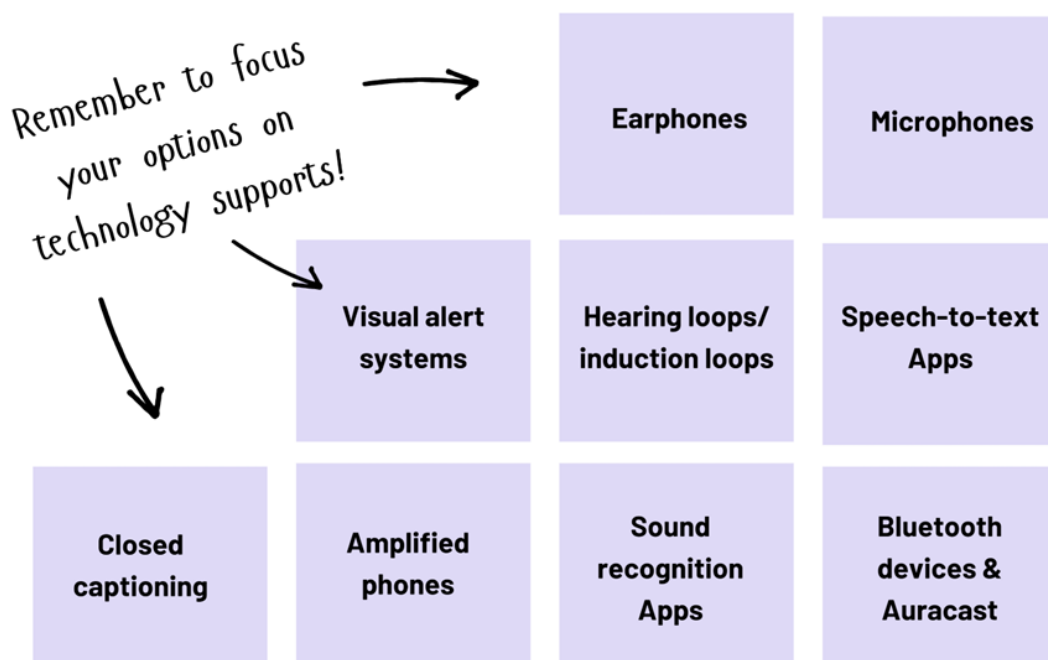 Remember to focus
your options on
technology supports!
Earphones
Microphones
Visual alert
systems
Hearing loops/
induction loops
Speech-to-text
Apps
Closed
captioning
Amplified
phones
Sound
recognition
Apps
Bluetooth
devices &
Auracast